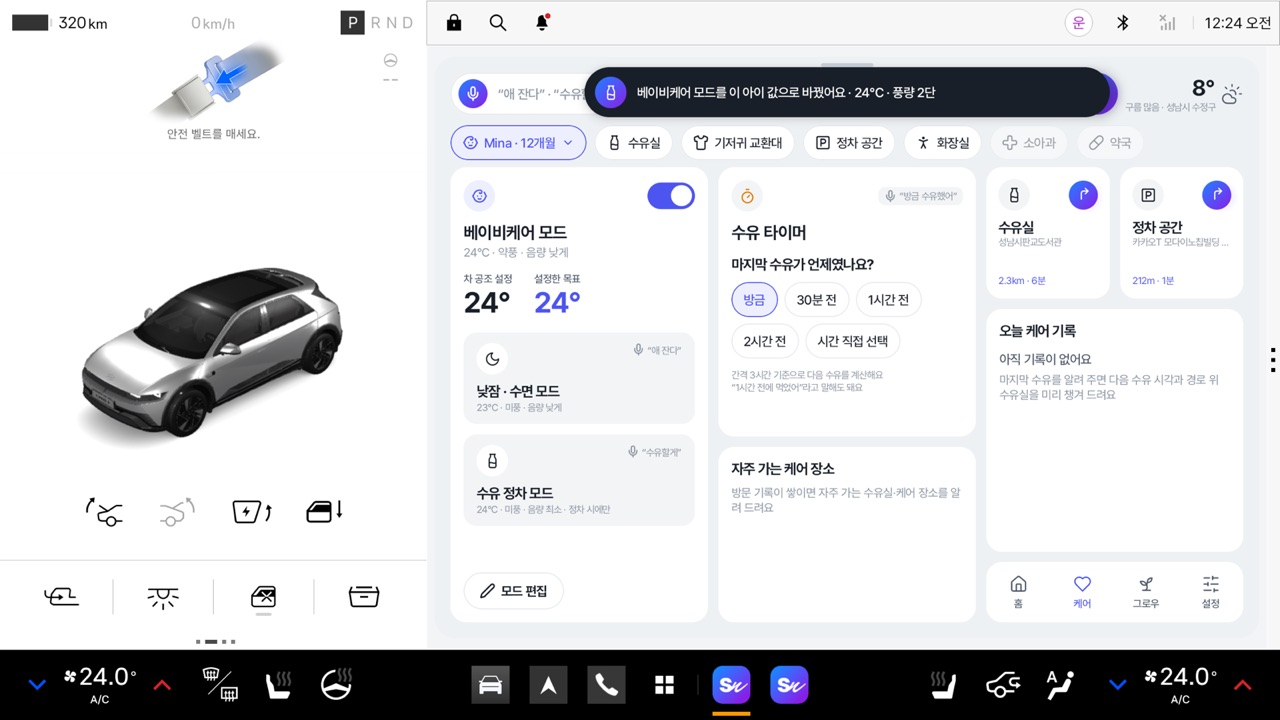 320 km
0 km/h
P R N D
안전 벨트를 매세요.
--
운
12:24 오전
"애 잔다" · "수유
베이비케어 모드를 이 아이 값으로 바꿨어요 · 24°C · 풍량 2단
8°
구름 많음 · 성남시 수정구
Mina · 12개월
수유실
기저귀 교환대
정차 공간
화장실
소아과
약국
베이비케어 모드
24°C · 약풍 · 음량 낮게
차 공조 설정
설정한 목표
24°
24°
"애 잔다"
낮잠 · 수면 모드
23°C · 미풍 · 음량 낮게
"수유할게"
수유 정차 모드
24°C · 미풍 · 음량 최소 · 정차 시에만
모드 편집
"방금 수유했어"
수유 타이머
마지막 수유가 언제였나요?
방금
30분 전
1시간 전
2시간 전
시간 직접 선택
간격 3시간 기준으로 다음 수유를 계산해요
"1시간 전에 먹었어"라고 말해도 돼요
자주 가는 케어 장소
방문 기록이 쌓이면 자주 가는 수유실·케어 장소를 알
려 드려요
수유실
성남시판교도서관
2.3km · 6분
정차 공간
카카오T 모다이노칩빌딩 ...
212m · 1분
오늘 케어 기록
아직 기록이 없어요
마지막 수유를 알려 주면 다음 수유 시각과 경로 위
수유실을 미리 챙겨 드려요
홈
케어
그로우
설정
24.0°
A/C
A
24.0°
A/C